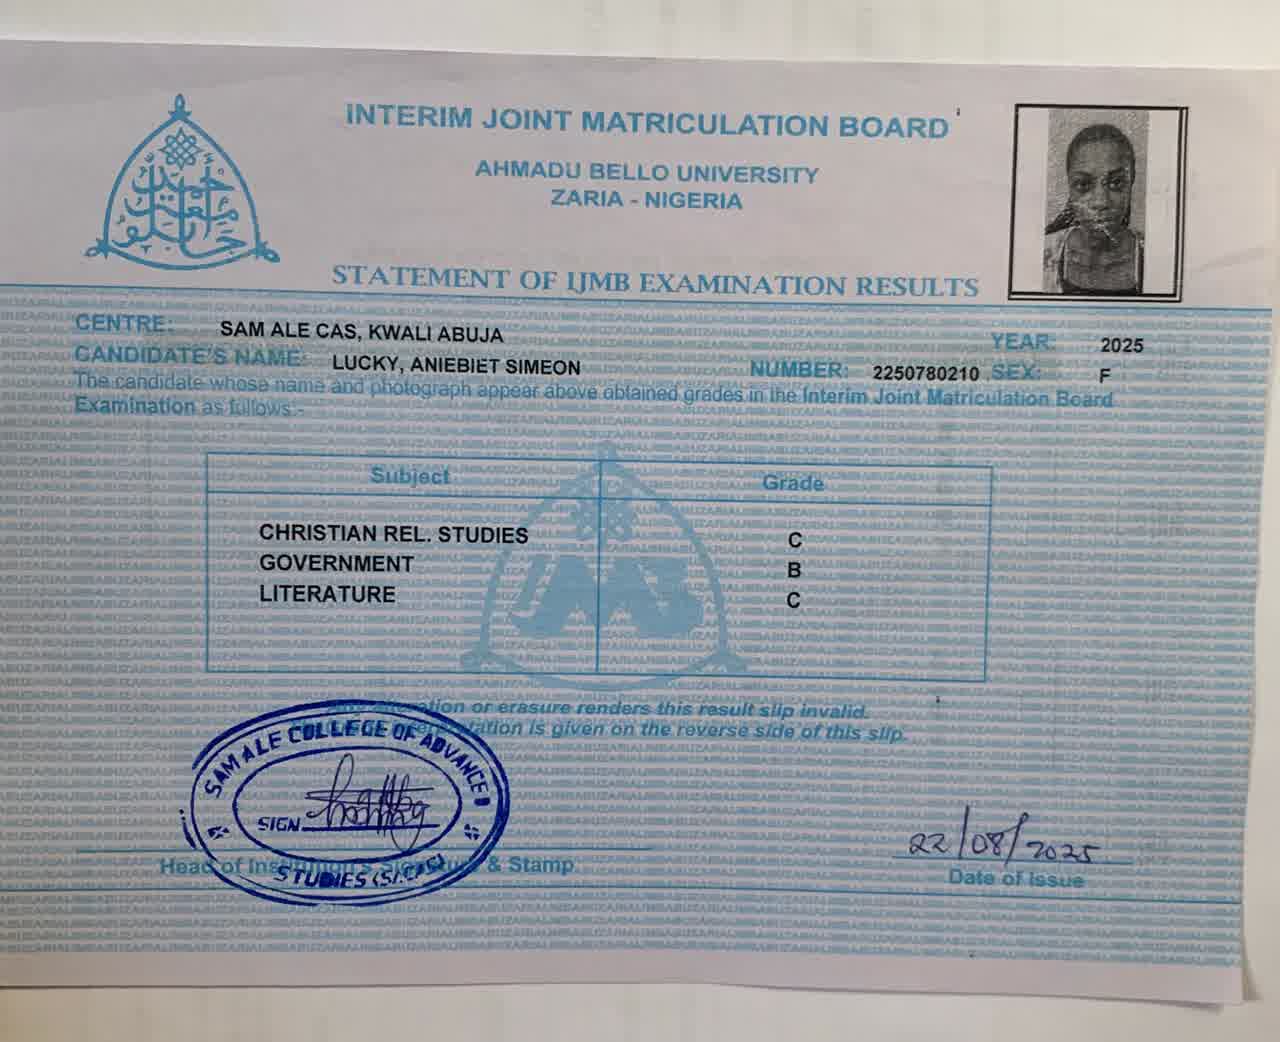 INTERIM JOINT MATRICULATION BOARD
AHMADU BELLO UNIVERSITY
ZARIA - NIGERIA
STATEMENT OF IJMB EXAMINATION RESULTS
CENTRE: SAM ALE CAS, KWALI ABUJA YEAR: 2025
CANDIDATE'S NAME: LUCKY, ANIEBIET SIMEON NUMBER: 2250780210 SEX: F
The candidate whose name and photograph appear above obtained grades in the Interim Joint Matriculation Board
Examination as follows:-
Subject Grade
CHRISTIAN REL. STUDIES C
GOVERNMENT B
LITERATURE C
IJMB
Any alteration or erasure renders this result slip invalid.
is given on the reverse side of this slip.
SAM ALE COLLEGE OF ADVANCED
SIGN
STUDIES (SACAS)
22/08/2025
Head of Institution's Signature & Stamp
Date of Issue